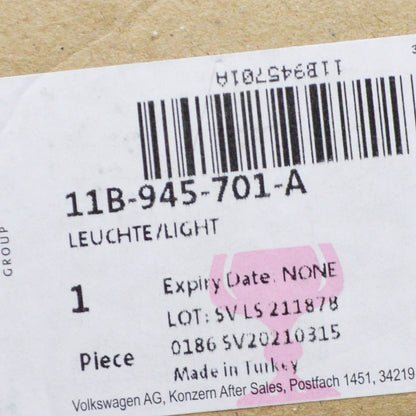 11B945701A
11B-945-701-A
LEUCHTE/LIGHT
GROUP
1
Piece
Expiry Date: NONE
LOT: SV LS 211878
0186 SV20210315
Made in Turkey
Volkswagen AG, Konzern After Sales, Postfach 1451, 34219
3